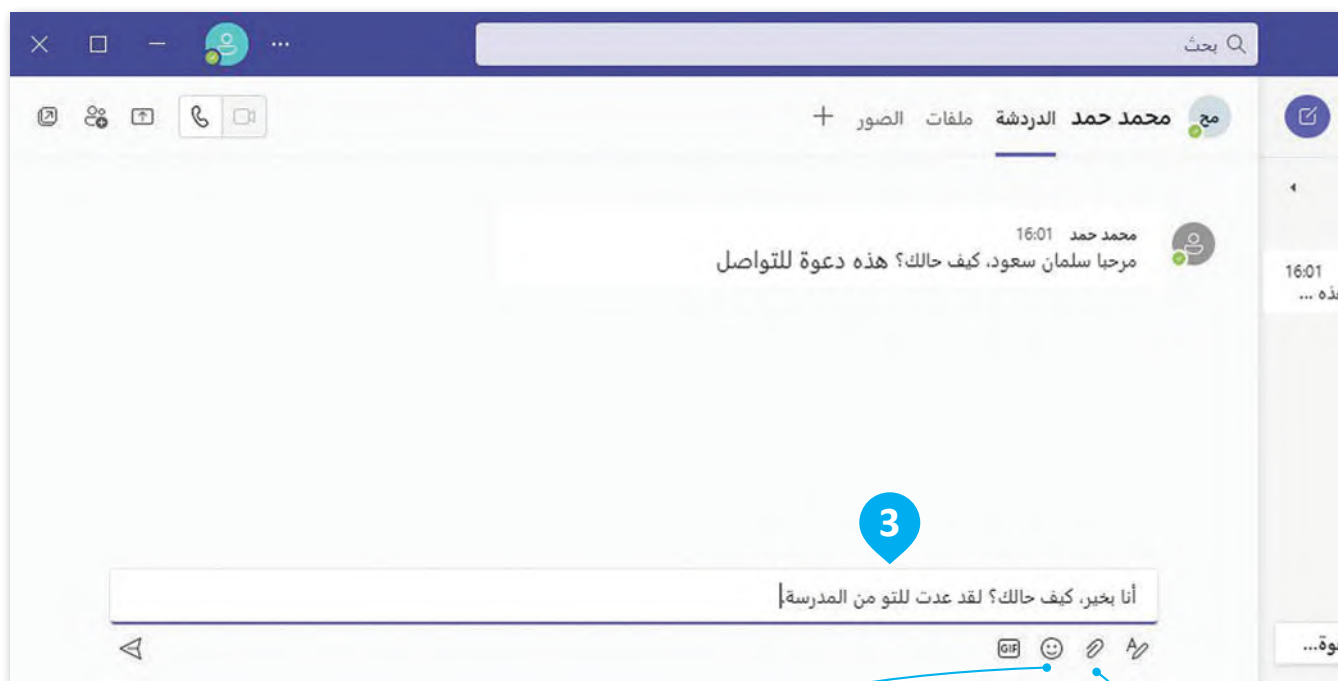 بحث
محمد حمد الدردشة ملفات الصور +
مح
محمد حمد 16:01
مرحبا سلمان سعود، كيف حالك؟ هذه دعوة للتواصل
16:01
هذه ...
3
أنا بخير، كيف حالك؟ لقد عدت للتو من المدرسة.
GIF